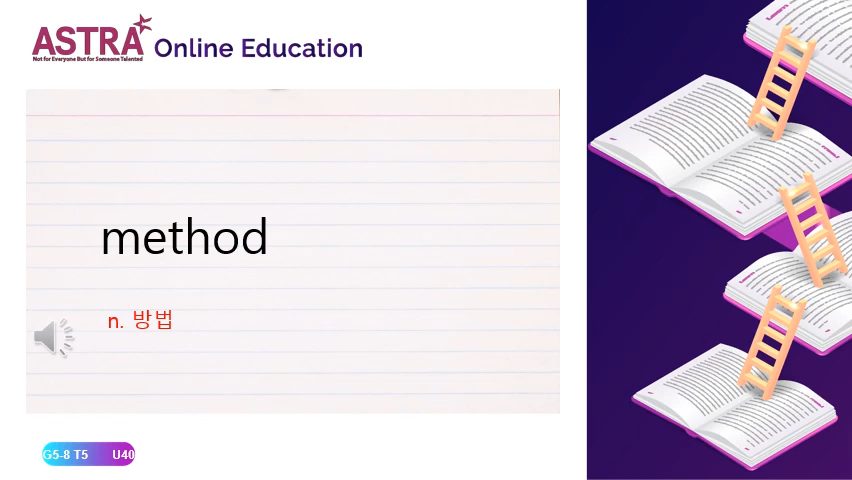 ASTRA Online Education
Not for Everyone But for Someone Talented
method
n. 방법
G5-8 T5 U40